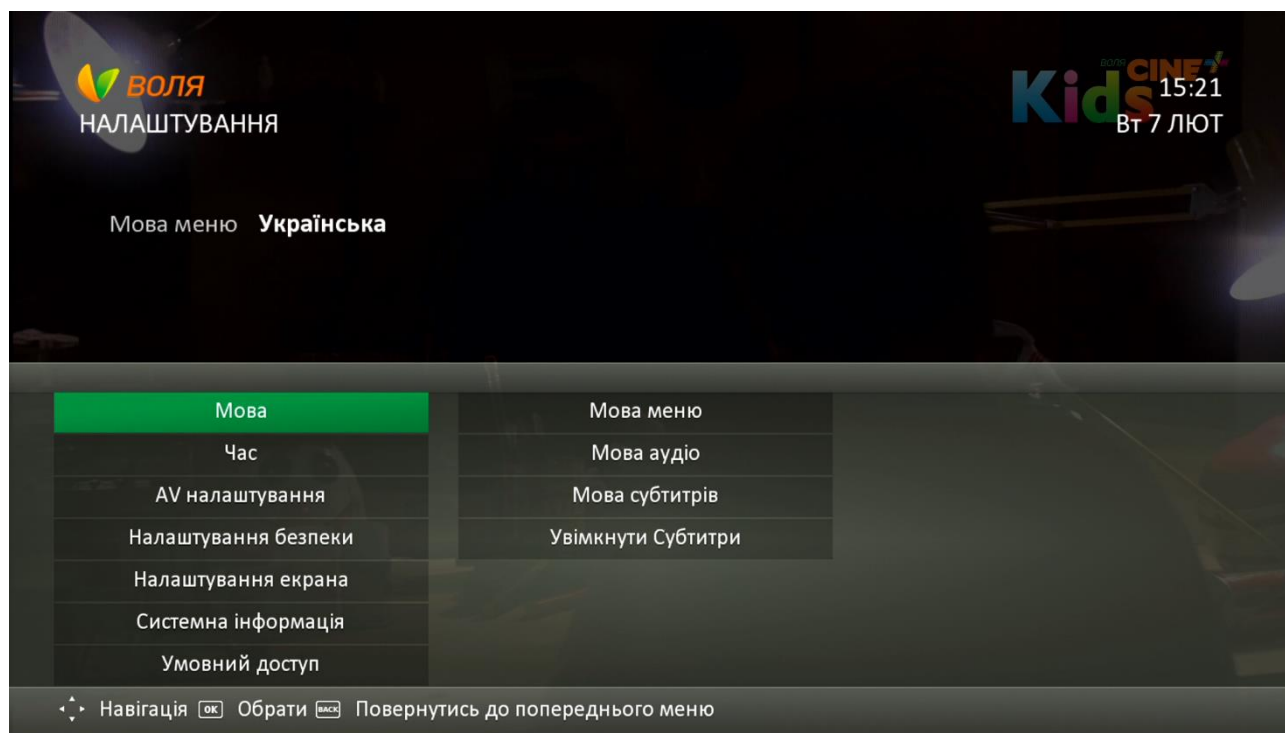 воля
НАЛАШТУВАННЯ
воля CINE+
Kids
15:21
Вт 7 ЛЮТ
Мова меню Українська
Мова
Час
AV налаштування
Налаштування безпеки
Налаштування екрана
Системна інформація
Умовний доступ
Мова меню
Мова аудіо
Мова субтитрів
Увімкнути Субтитри
Навігація OK Обрати BACK Повернутись до попереднього меню